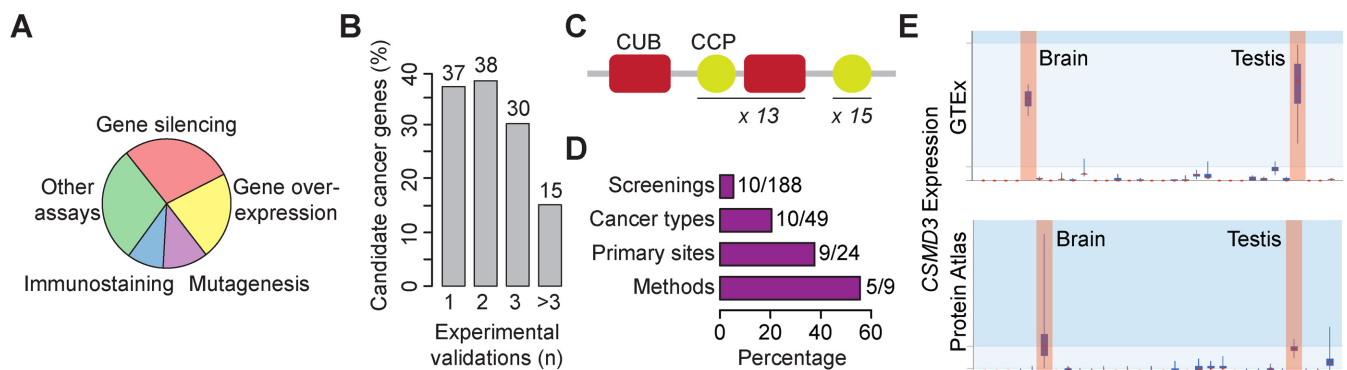 A
Gene silencing
Other
assays
Gene over-
expression
Immunostaining
Mutagenesis
B
Candidate cancer genes (%)
40
30
20
10
0
37
38
30
15
1
2
3
>3
Experimental
validations (n)
C
CUB
CCP
x 13
x 15
D
Screenings
10/188
Cancer types
10/49
Primary sites
9/24
Methods
5/9
0
20
40
60
Percentage
E
CSMD3 Expression
GTEx
Brain
Testis
Protein Atlas
Brain
Testis